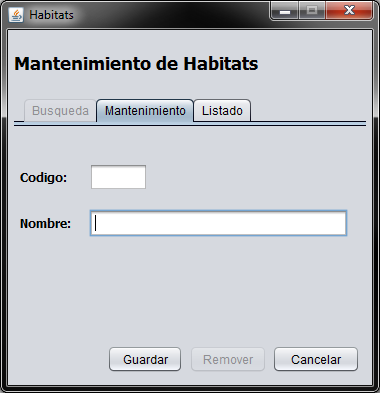 Habitats
Mantenimiento de Habitats
Busqueda Mantenimiento Listado
Codigo:
Nombre:
Guardar Remover Cancelar